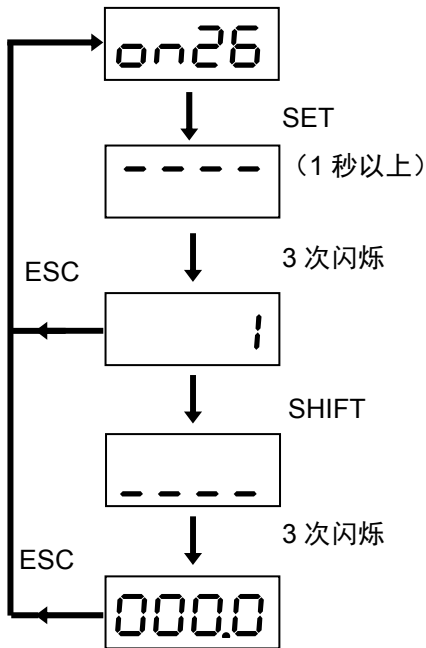 on26
SET
- - - -
（1 秒以上）
3 次闪烁
ESC
1
SHIFT
_ _ _ _
3 次闪烁
ESC
000.0